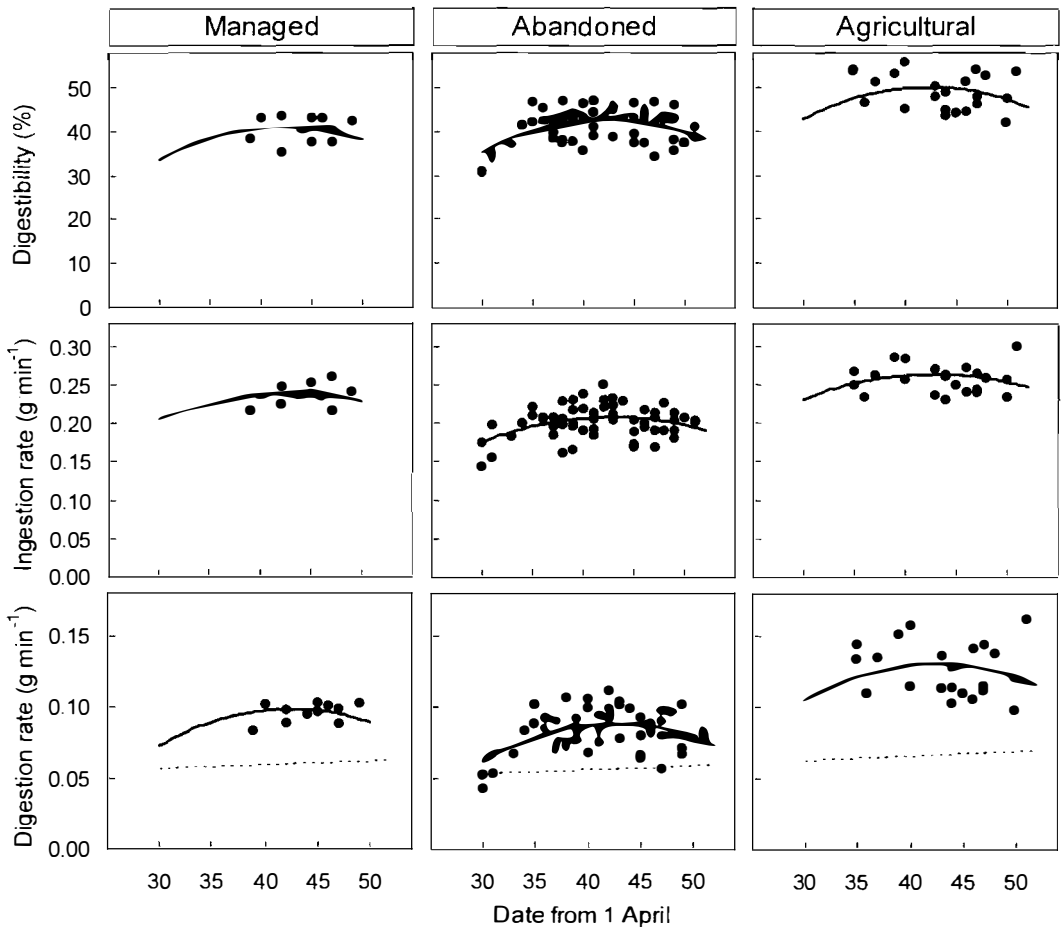 Managed Abandoned Agricultural
Digestibility (%)
50
40
30
20
10
0
Ingestion rate (g min-1)
0.30
0.25
0.20
0.15
0.10
0.05
0.00
Digestion rate (g min-1)
0.15
0.10
0.05
0.00
30 35 40 45 50 30 35 40 45 50 30 35 40 45 50
Date from 1 April